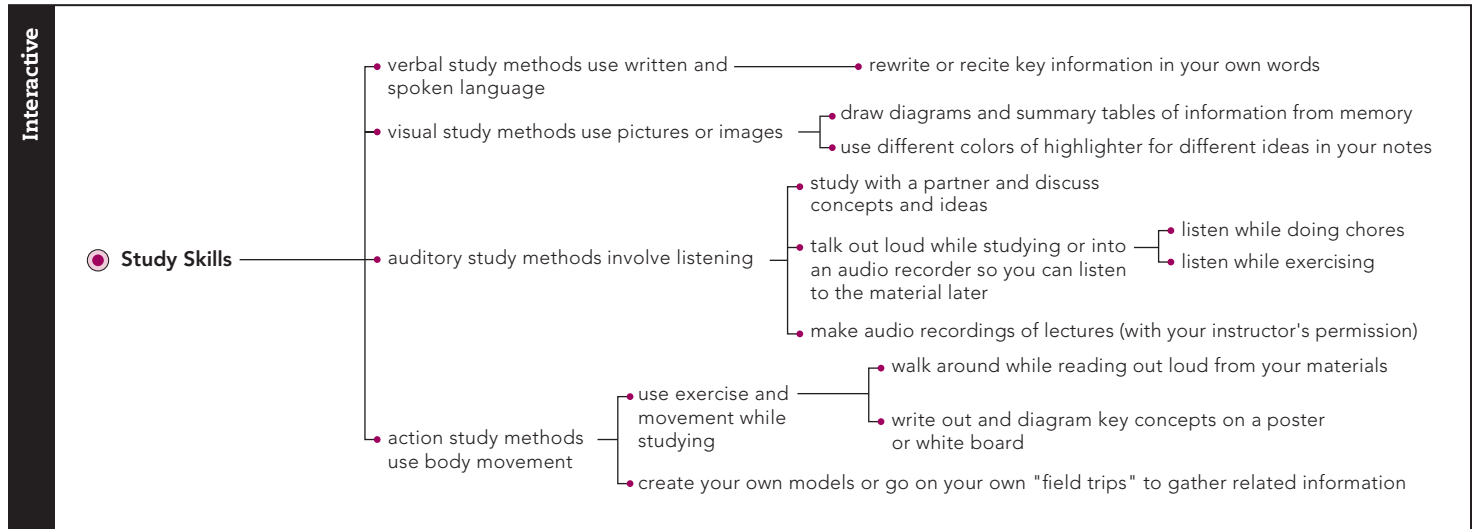 Interactive
Study Skills
verbal study methods use written and
spoken language
rewrite or recite key information in your own words
visual study methods use pictures or images
draw diagrams and summary tables of information from memory
use different colors of highlighter for different ideas in your notes
auditory study methods involve listening
study with a partner and discuss
concepts and ideas
talk out loud while studying or into
an audio recorder so you can listen
to the material later
listen while doing chores
listen while exercising
make audio recordings of lectures (with your instructor's permission)
action study methods
use body movement
use exercise and
movement while
studying
walk around while reading out loud from your materials
write out and diagram key concepts on a poster
or white board
create your own models or go on your own "field trips" to gather related information